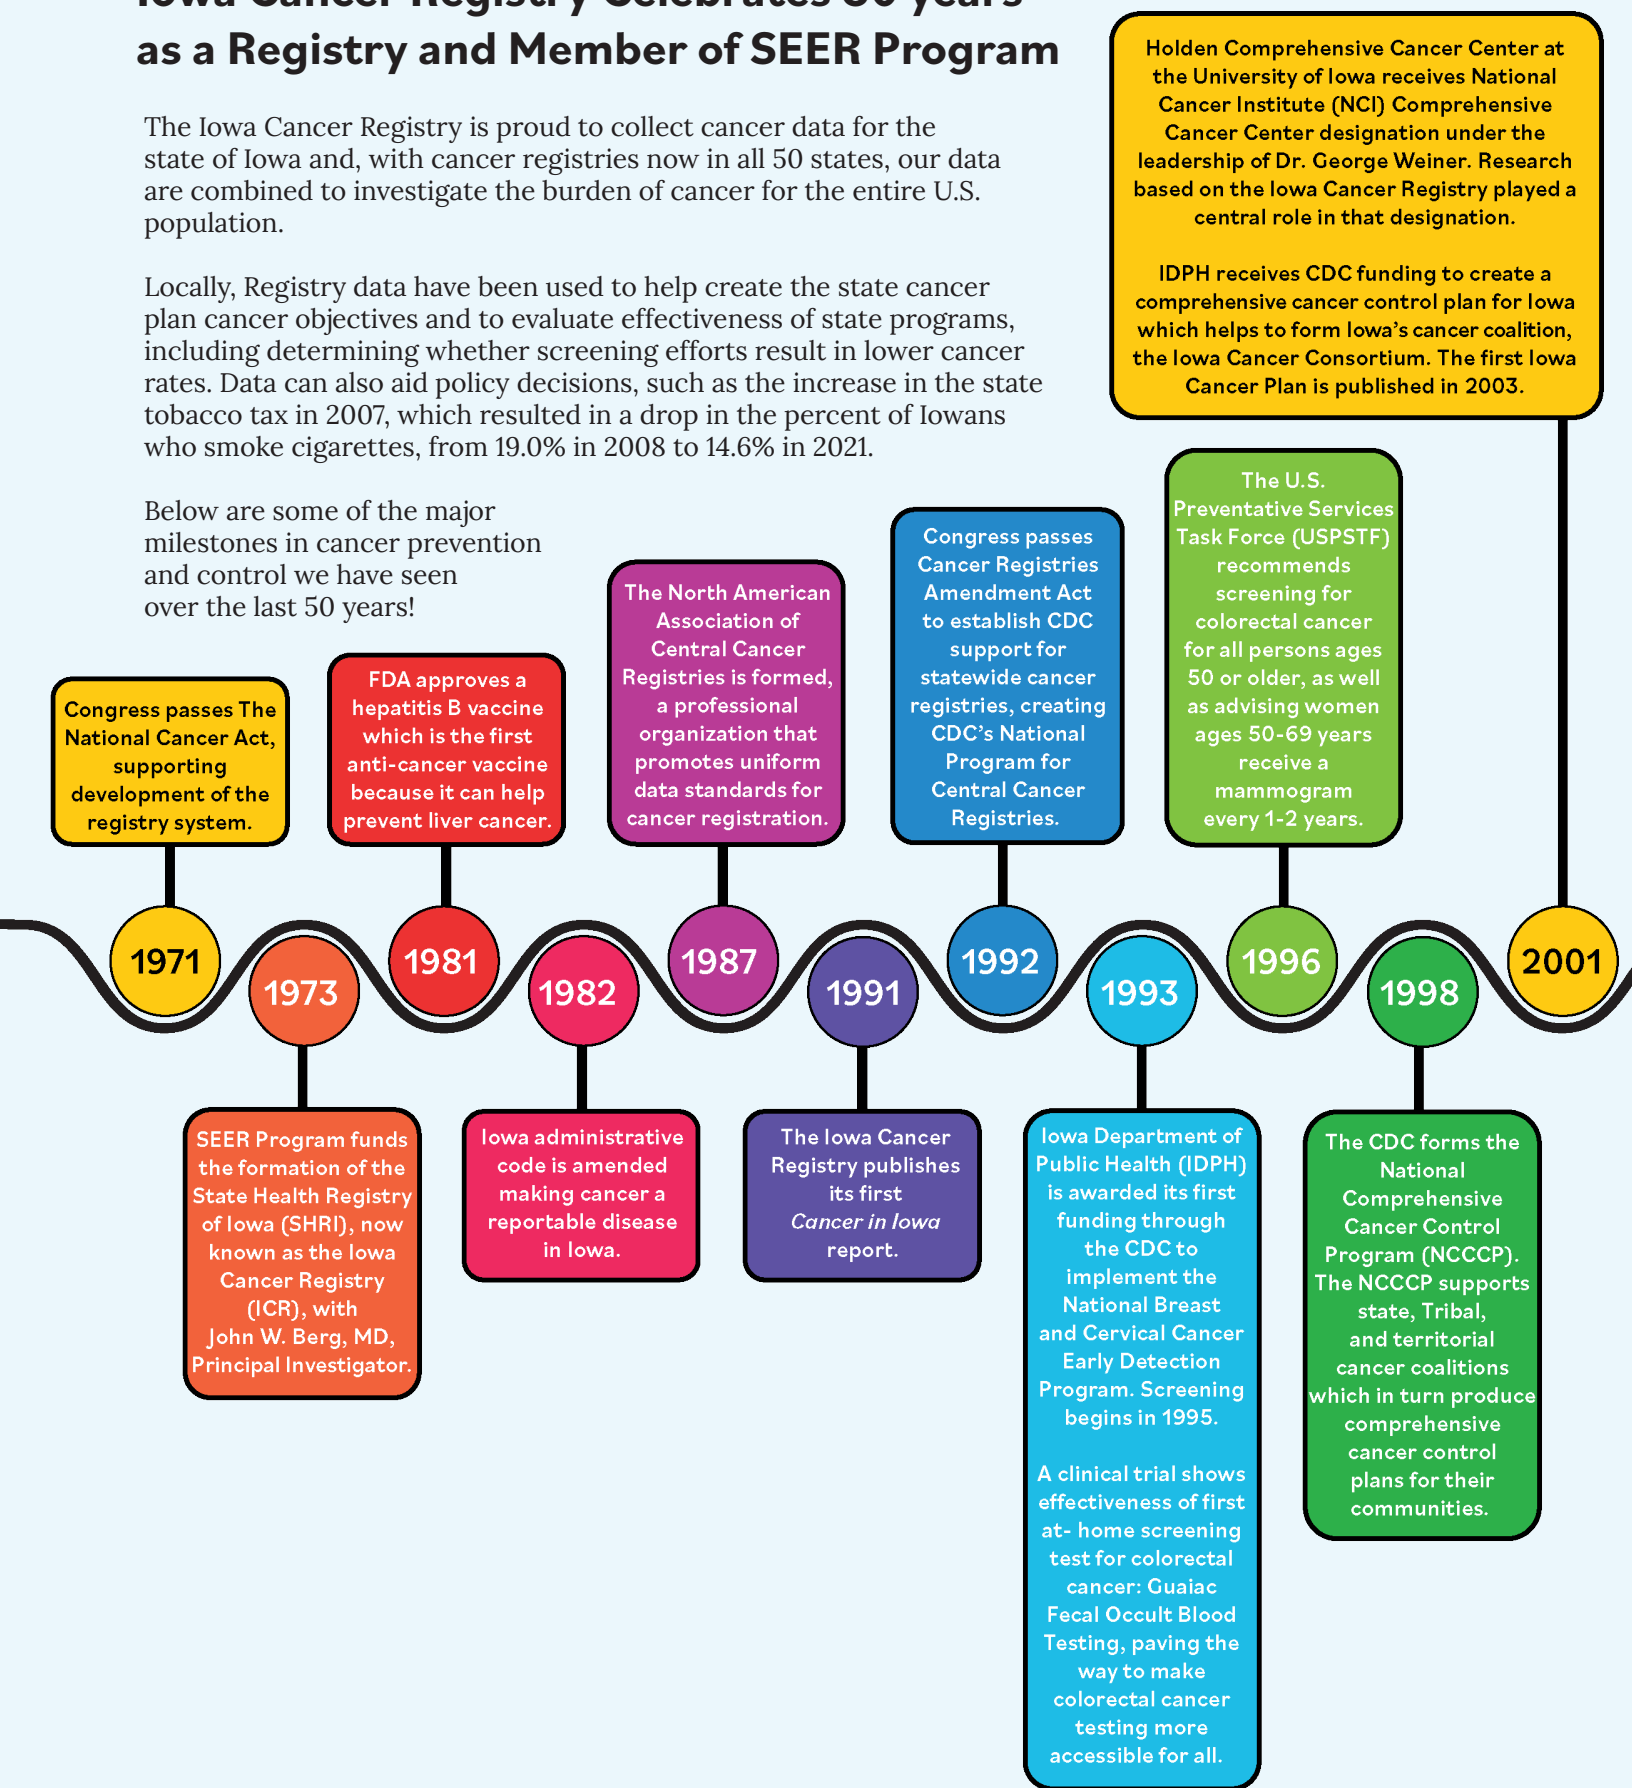 Iowa Cancer Registry Celebrates 50 years
as a Registry and Member of SEER Program
The Iowa Cancer Registry is proud to collect cancer data for the
state of Iowa and, with cancer registries now in all 50 states, our data
are combined to investigate the burden of cancer for the entire U.S.
population.
Locally, Registry data have been used to help create the state cancer
plan cancer objectives and to evaluate effectiveness of state programs,
including determining whether screening efforts result in lower cancer
rates. Data can also aid policy decisions, such as the increase in the state
tobacco tax in 2007, which resulted in a drop in the percent of Iowans
who smoke cigarettes, from 19.0% in 2008 to 14.6% in 2021.
Below are some of the major
milestones in cancer prevention
and control we have seen
over the last 50 years!
Congress passes The
National Cancer Act,
supporting
development of the
registry system.
1971
1973
SEER Program funds
the formation of the
State Health Registry
of Iowa (SHRI), now
known as the Iowa
Cancer Registry
(ICR), with
John W. Berg, MD,
Principal Investigator.
FDA approves a
hepatitis B vaccine
which is the first
anti-cancer vaccine
because it can help
prevent liver cancer.
1981
1982
Iowa administrative
code is amended
making cancer a
reportable disease
in Iowa.
The North American
Association of
Central Cancer
Registries is formed,
a professional
organization that
promotes uniform
data standards for
cancer registration.
1987
1991
The Iowa Cancer
Registry publishes
its first
Cancer in Iowa
report.
Congress passes
Cancer Registries
Amendment Act
to establish CDC
support for
statewide cancer
registries, creating
CDC’s National
Program for
Central Cancer
Registries.
1992
1993
Iowa Department of
Public Health (IDPH)
is awarded its first
funding through
the CDC to
implement the
National Breast
and Cervical Cancer
Early Detection
Program. Screening
begins in 1995.
A clinical trial shows
effectiveness of first
at- home screening
test for colorectal
cancer: Guaiac
Fecal Occult Blood
Testing, paving the
way to make
colorectal cancer
testing more
accessible for all.
The U.S.
Preventative Services
Task Force (USPSTF)
recommends
screening for
colorectal cancer
for all persons ages
50 or older, as well
as advising women
ages 50-69 years
receive a
mammogram
every 1-2 years.
1996
1998
The CDC forms the
National
Comprehensive
Cancer Control
Program (NCCCP).
The NCCCP supports
state, Tribal,
and territorial
cancer coalitions
which in turn produce
comprehensive
cancer control
plans for their
communities.
Holden Comprehensive Cancer Center at
the University of Iowa receives National
Cancer Institute (NCI) Comprehensive
Cancer Center designation under the
leadership of Dr. George Weiner. Research
based on the Iowa Cancer Registry played a
central role in that designation.
IDPH receives CDC funding to create a
comprehensive cancer control plan for Iowa
which helps to form Iowa’s cancer coalition,
the Iowa Cancer Consortium. The first Iowa
Cancer Plan is published in 2003.
2001